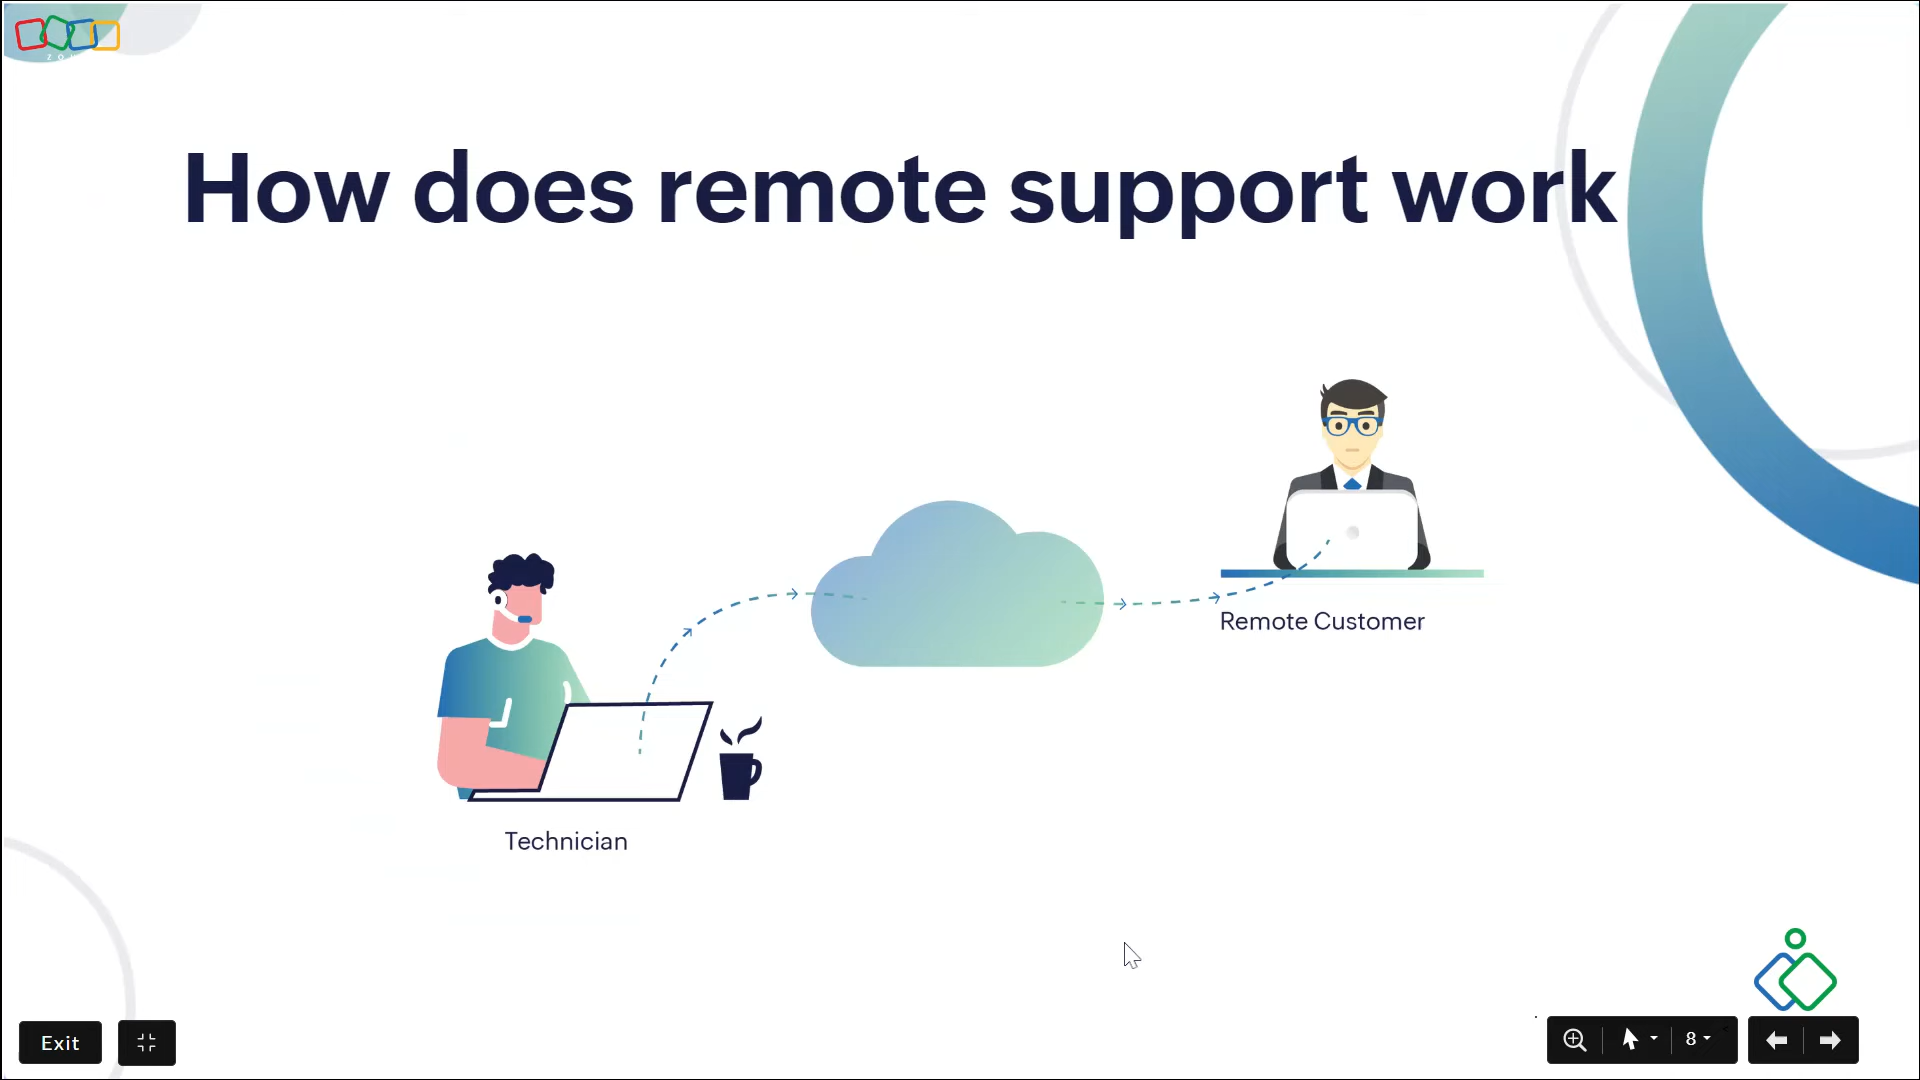 How does remote support work
Remote Customer
Technician
Exit
8